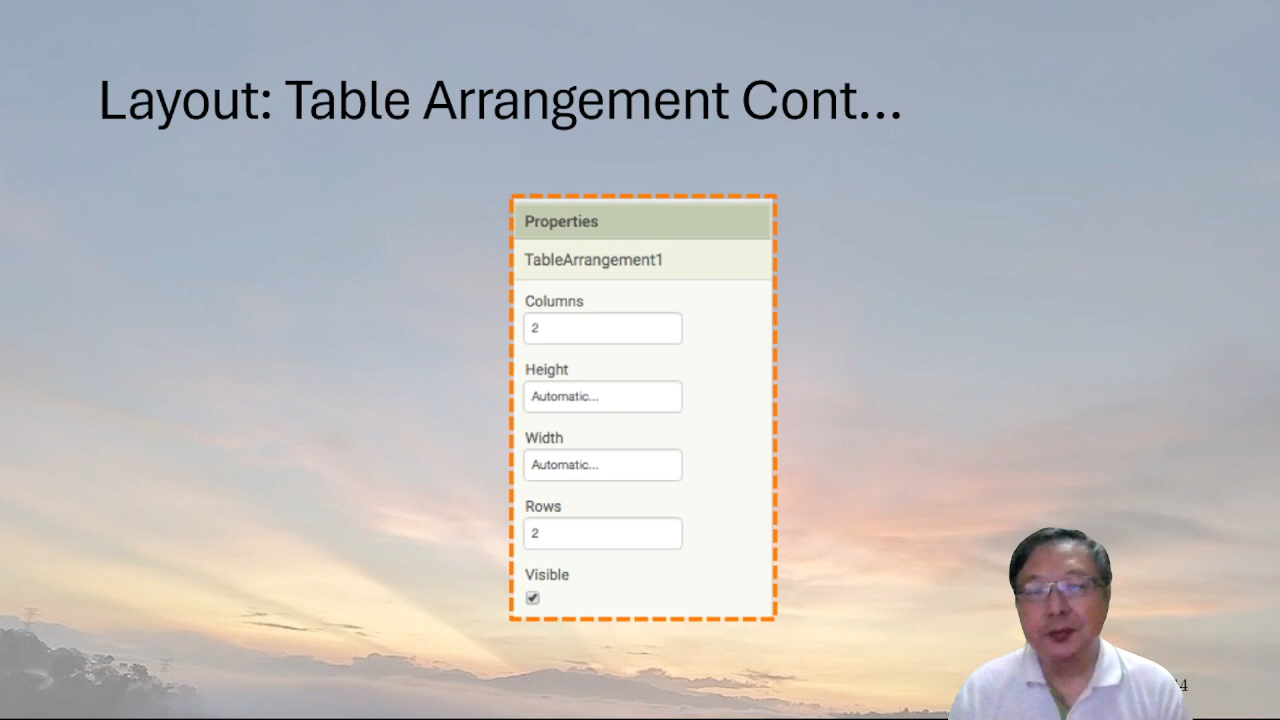 Layout: Table Arrangement Cont...
Properties
TableArrangement1
Columns
2
Height
Automatic...
Width
Automatic...
Rows
2
Visible